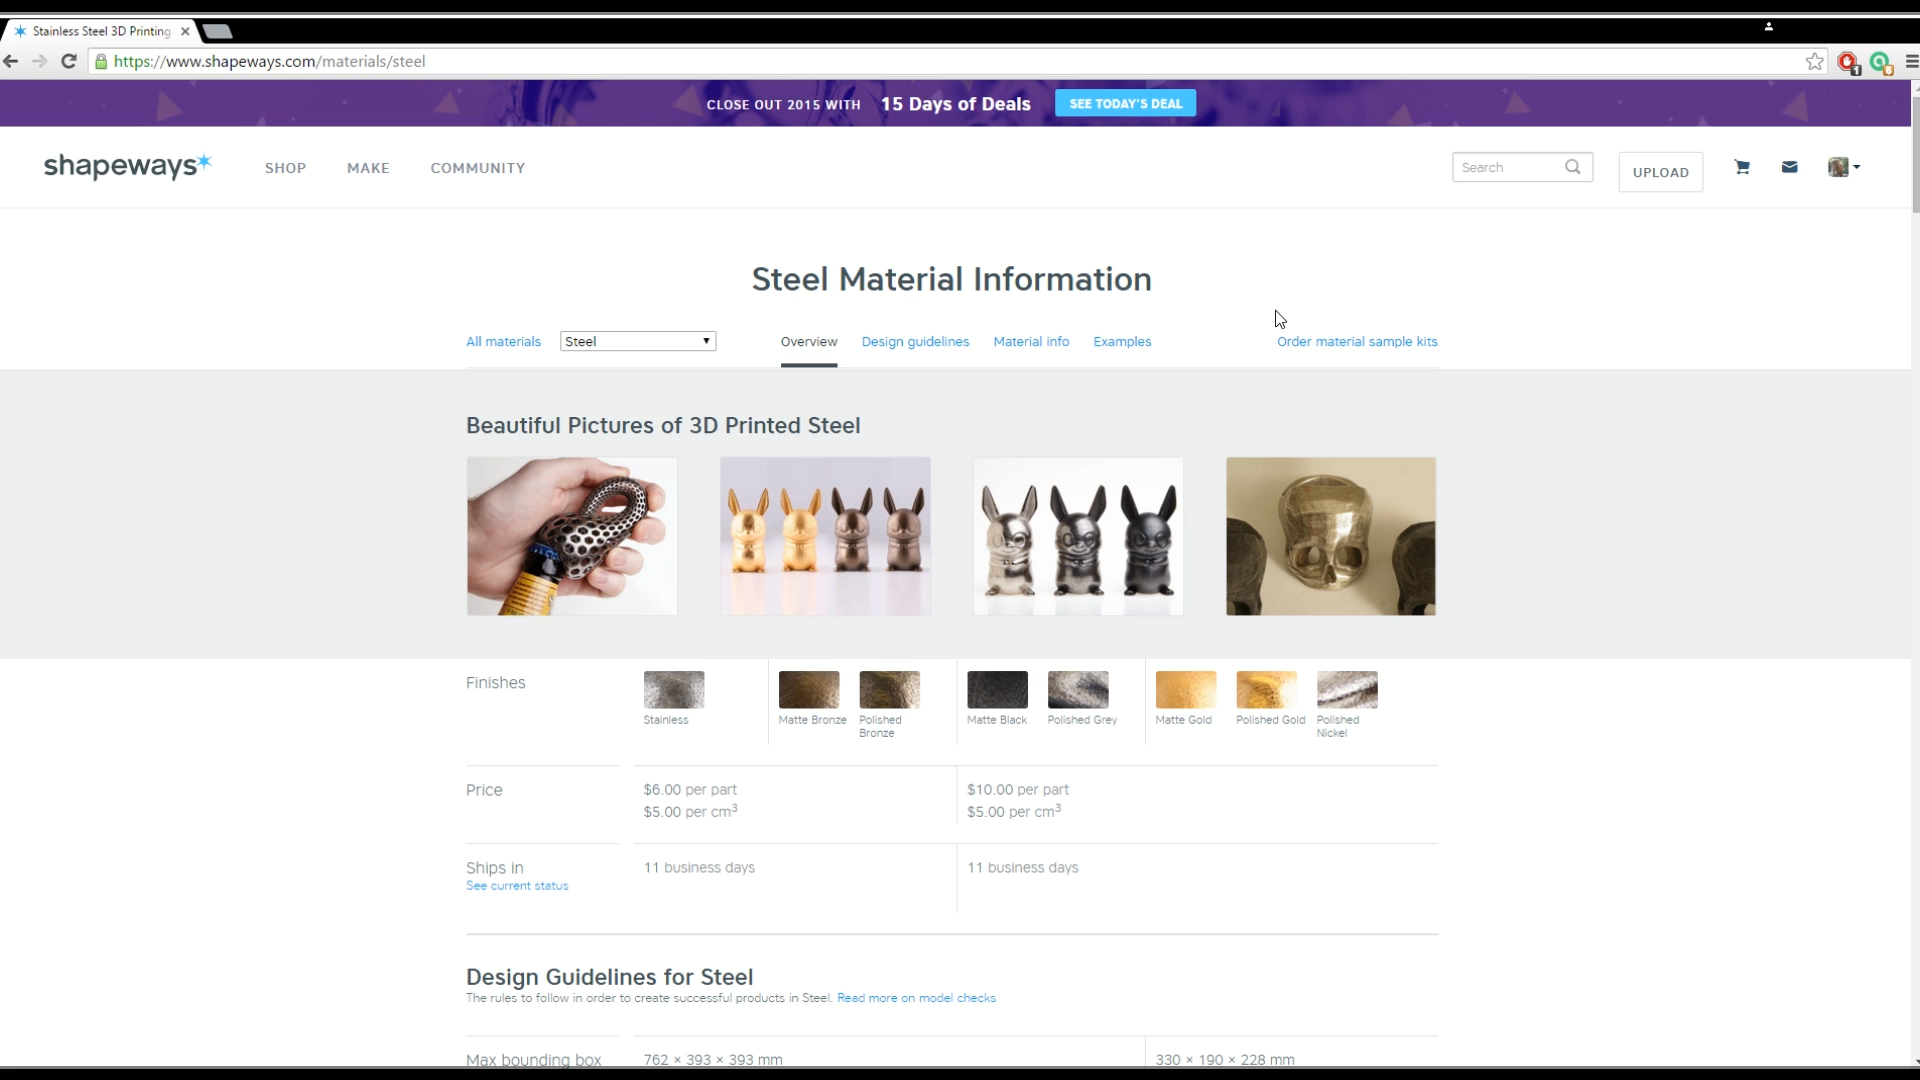 Stainless Steel 3D Printing
https://www.shapeways.com/materials/steel
CLOSE OUT 2015 WITH 15 Days of Deals SEE TODAY'S DEAL
shapeways SHOP MAKE COMMUNITY Search UPLOAD
Steel Material Information
All materials Steel Overview Design guidelines Material info Examples Order material sample kits
Beautiful Pictures of 3D Printed Steel
Finishes
Stainless Matte Bronze Polished Bronze Matte Black Polished Grey Matte Gold Polished Gold Polished Nickel
Price $6.00 per part $10.00 per part
$5.00 per cm³ $5.00 per cm³
Ships in 11 business days 11 business days
See current status
Design Guidelines for Steel
The rules to follow in order to create successful products in Steel. Read more on model checks
Max bounding box 762 × 393 × 393 mm 330 × 190 × 228 mm